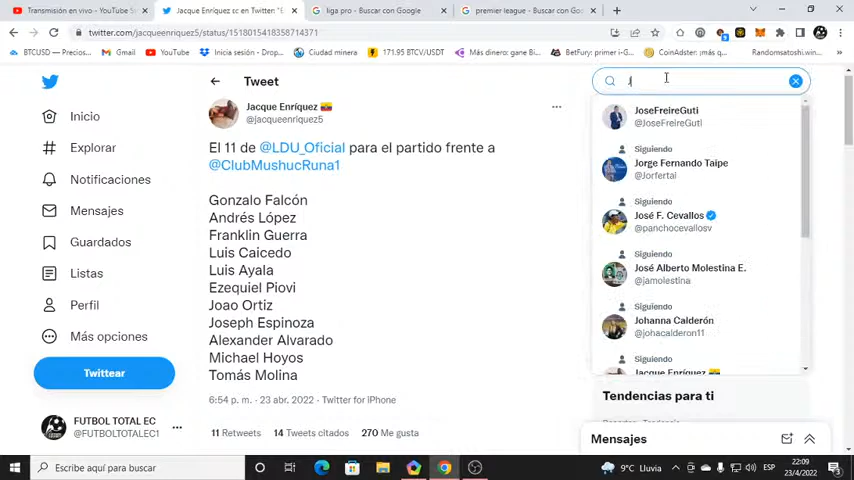 Transmisión en vivo - YouTube S
Jacque Enríquez sc en Twitten "E
liga pro - Buscar con Google
premier league - Buscar con Goo
twitter.com/jacqueenriquez5/status/1518015418358714371
BTCUSD — Precios...
Gmail
YouTube
Inicia sesión - Drop...
Ciudad minera
171.95 BTCV/USDT
Más dinero: gane Bi...
BetFury: primer i-G...
CoinAdster: ¡más q...
Randomsatoshi.win...
Tweet
Inicio
Explorar
Notificaciones
Mensajes
Guardados
Listas
Perfil
Más opciones
Twittear
FUTBOL TOTAL EC
@FUTBOLTOTALEC1
Jacque Enríquez
@jacqueenriquez5
El 11 de @LDU_Oficial para el partido frente a
@ClubMushucRuna1
Gonzalo Falcón
Andrés López
Franklin Guerra
Luis Caicedo
Luis Ayala
Ezequiel Piovi
Joao Ortiz
Joseph Espinoza
Alexander Alvarado
Michael Hoyos
Tomás Molina
6:54 p. m. · 23 abr. 2022 · Twitter for iPhone
11 Retweets 14 Tweets citados 270 Me gusta
J
JoseFreireGuti
@JoseFreireGuti
Siguiendo
Jorge Fernando Taipe
@Jorfertai
Siguiendo
José F. Cevallos
@panchocevallosv
Siguiendo
José Alberto Molestina E.
@jamolestina
Siguiendo
Johanna Calderón
@johacalderon11
Siguiendo
Jacque Enríquez
Tendencias para ti
Mensajes
Escribe aquí para buscar
9°C Lluvia
ESP
22:09
23/4/2022
3